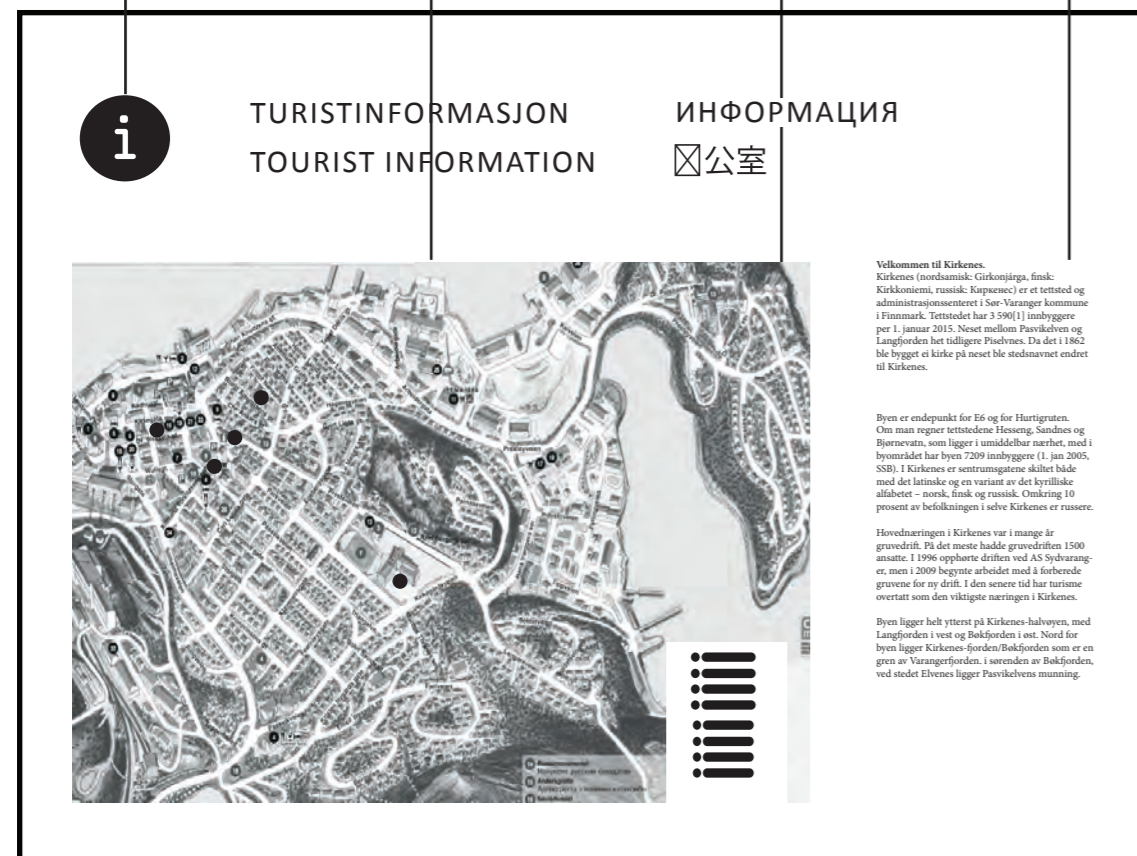 i
TURISTINFORMASJON
TOURIST INFORMATION
ИНФОРМАЦИЯ
公室
Velkommen til Kirkenes.
Kirkenes (nordsamisk: Girkonjárga, finsk:
Kirkkoniemi, russisk: Киркенес) er et tettsted og
administrasjonssenteret i Sør-Varanger kommune
i Finnmark. Tettstedet har 3 590[1] innbyggere
per 1. januar 2015. Neset mellom Pasvikelven og
Langfjorden het tidligere Piselvnes. Da det i 1862
ble bygget ei kirke på neset ble stedsnavnet endret
til Kirkenes.
Byen er endepunkt for E6 og for Hurtigruten.
Om man regner tettstedene Hesseng, Sandnes og
Bjørnevatn, som ligger i umiddelbar nærhet, med i
byområdet har byen 7209 innbyggere (1. jan 2005,
SSB). I Kirkenes er sentrumsgatene skiltet både
med det latinske og en variant av det kyrilliske
alfabetet – norsk, finsk og russisk. Omkring 10
prosent av befolkningen i selve Kirkenes er russere.
Hovednæringen i Kirkenes var i mange år
gruvedrift. På det meste hadde gruvedriften 1500
ansatte. I 1996 opphørte driften ved AS Sydvarang-
er, men i 2009 begynte arbeidet med å forberede
gruvene for ny drift. I den senere tid har turisme
overtatt som den viktigste næringen i Kirkenes.
Byen ligger helt ytterst på Kirkenes-halvøyen, med
Langfjorden i vest og Bøkfjorden i øst. Nord for
byen ligger Kirkenes-fjorden/Bøkfjorden som er en
gren av Varangerfjorden. i sørenden av Bøkfjorden,
ved stedet Elvenes ligger Pasvikelvens munning.